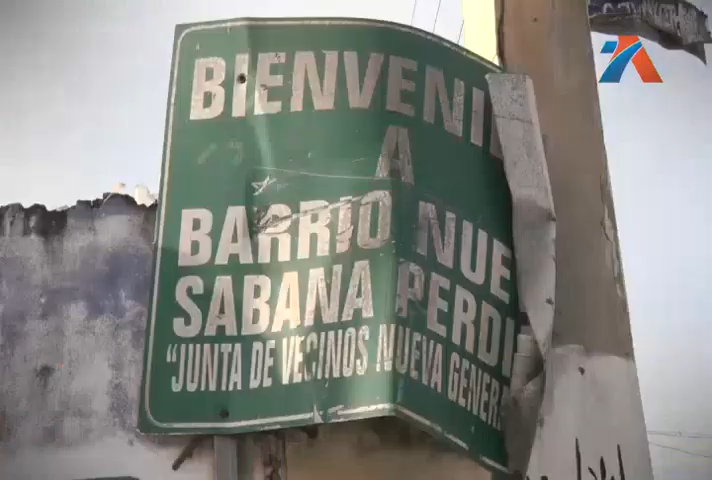 BIENVENI
A
BARRIO NUE
SABANA PERDI
"JUNTA DE VECINOS NUEVA GENER